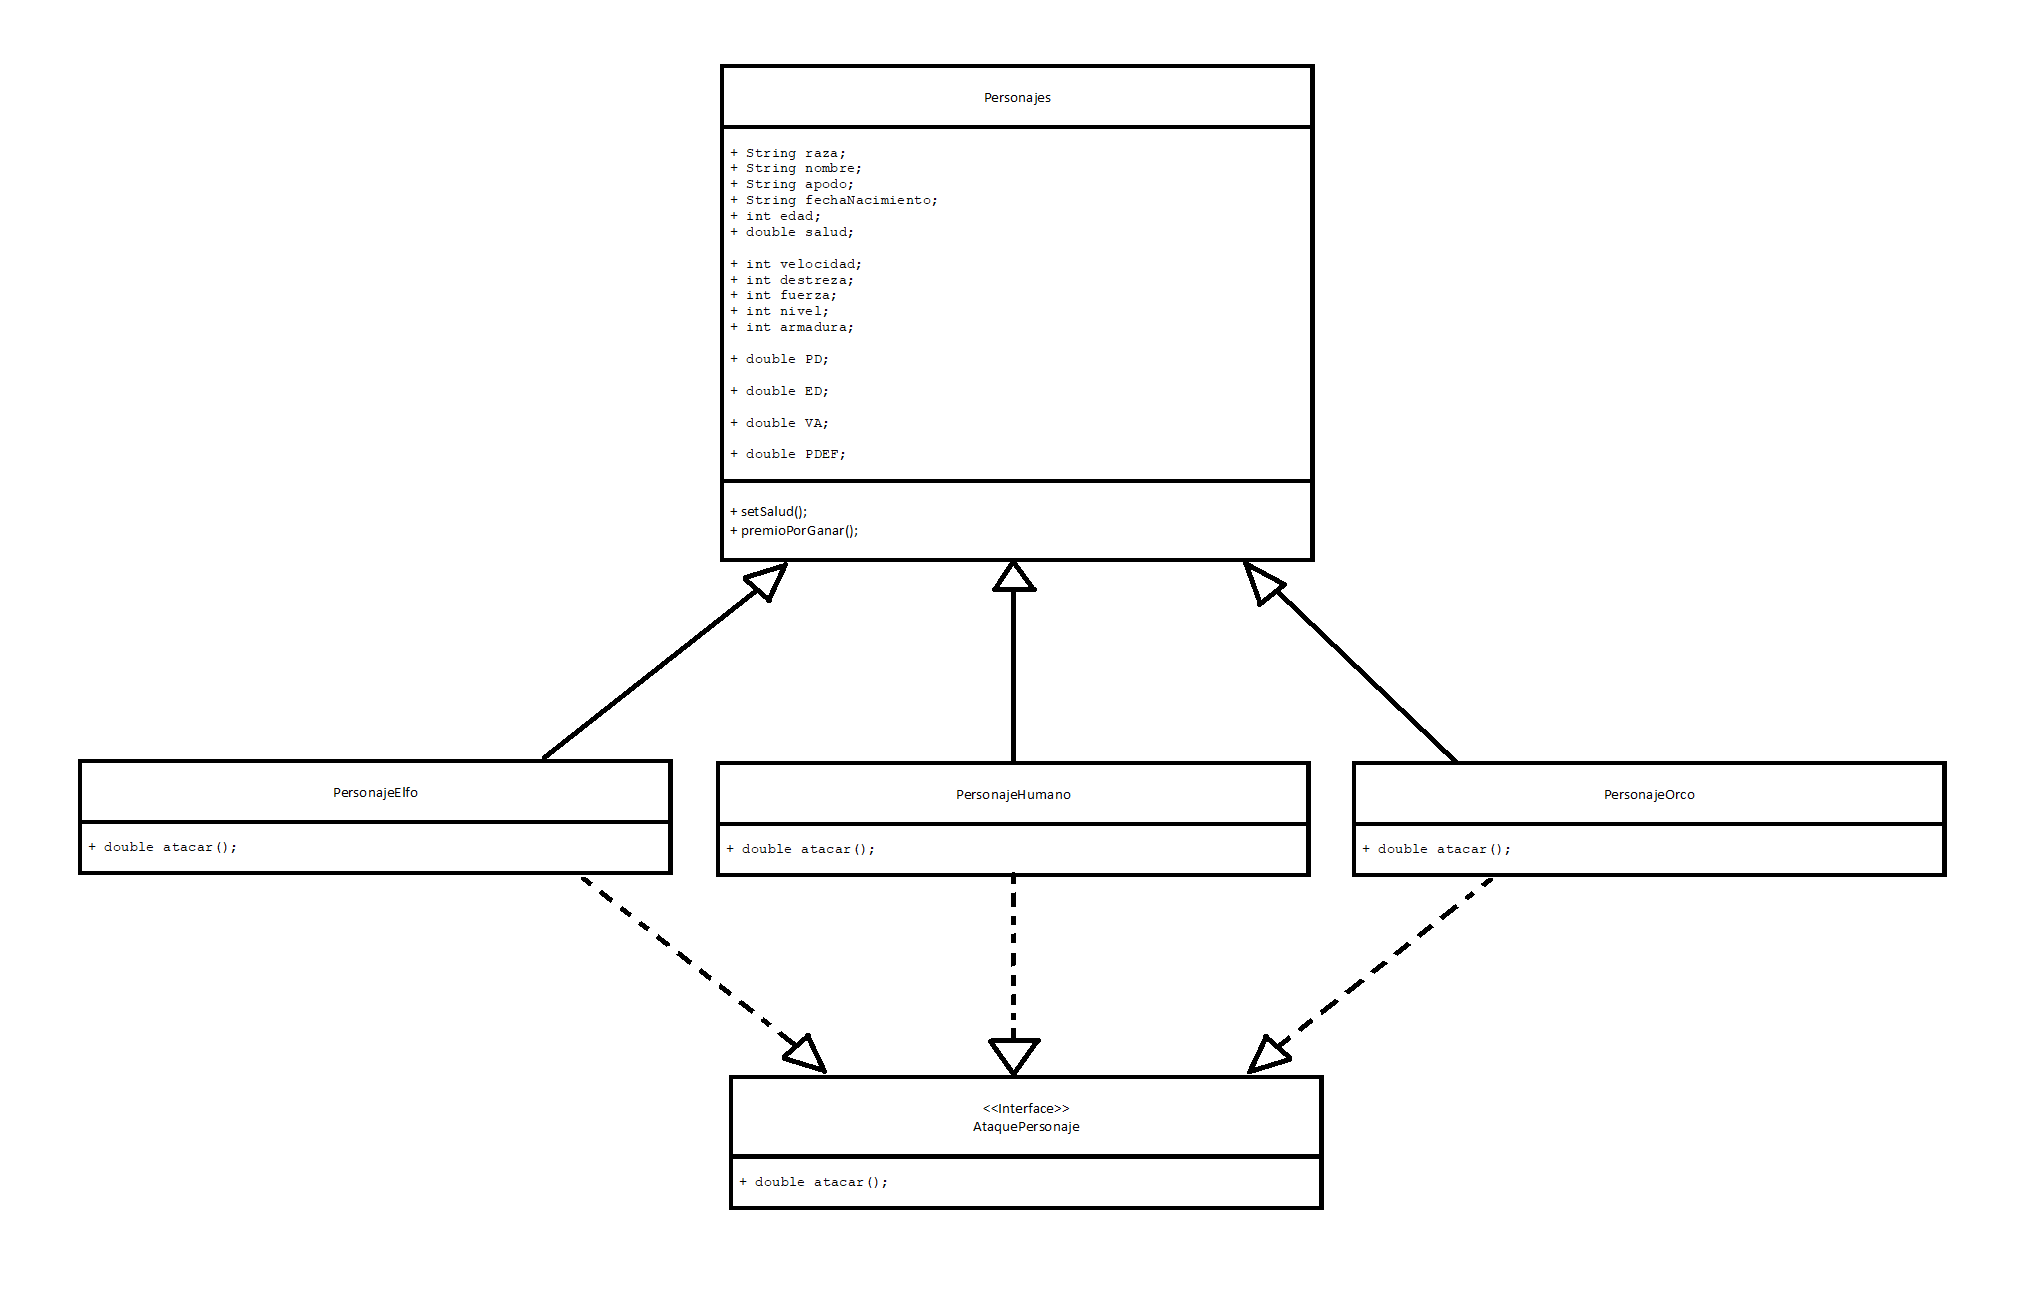 Personajes
+ String raza;
+ String nombre;
+ String apodo;
+ String fechaNacimiento;
+ int edad;
+ double salud;
+ int velocidad;
+ int destreza;
+ int fuerza;
+ int nivel;
+ int armadura;
+ double PD;
+ double ED;
+ double VA;
+ double PDEF;
+ setSalud();
+ premioPorGanar();
PersonajeElfo
+ double atacar();
PersonajeHumano
+ double atacar();
PersonajeOrco
+ double atacar();
<<Interface>>
AtaquePersonaje
+ double atacar();